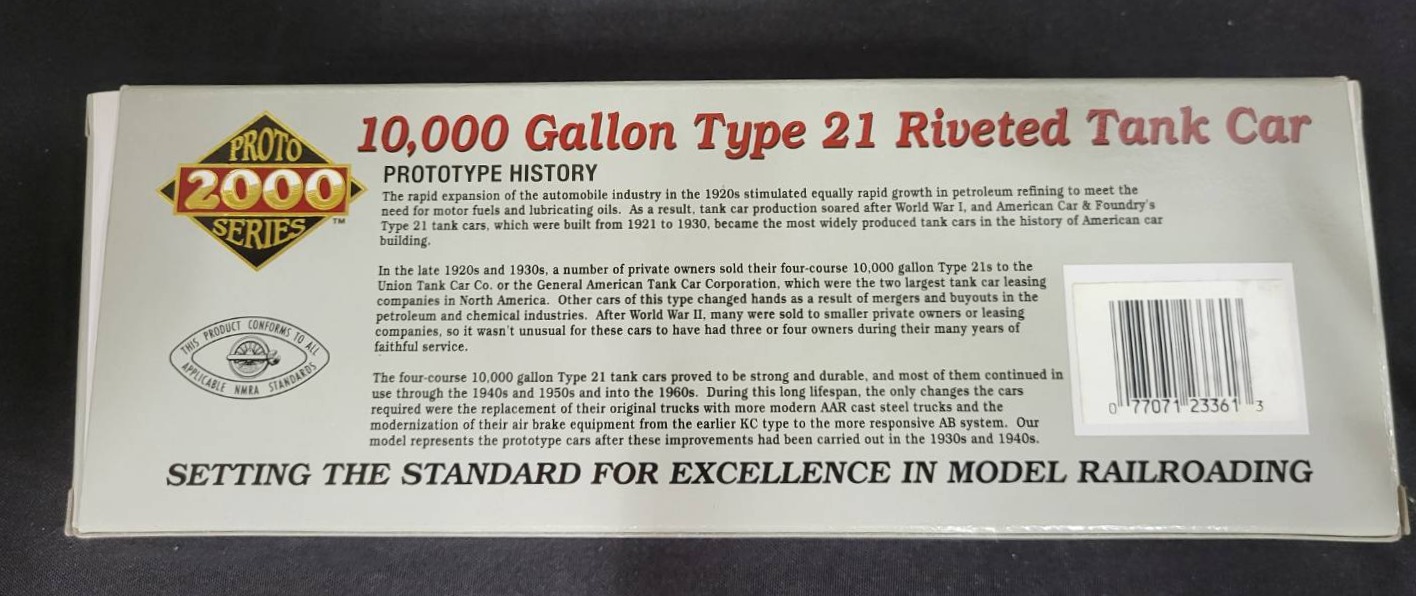 PROTO
2000
SERIES
TM
10,000 Gallon Type 21 Riveted Tank Car
PROTOTYPE HISTORY
The rapid expansion of the automobile industry in the 1920s stimulated equally rapid growth in petroleum refining to meet the
need for motor fuels and lubricating oils. As a result, tank car production soared after World War I, and American Car & Foundry's
Type 21 tank cars, which were built from 1921 to 1930, became the most widely produced tank cars in the history of American car
building.
In the late 1920s and 1930s, a number of private owners sold their four-course 10,000 gallon Type 21s to the
Union Tank Car Co. or the General American Tank Car Corporation, which were the two largest tank car leasing
companies in North America. Other cars of this type changed hands as a result of mergers and buyouts in the
petroleum and chemical industries. After World War II, many were sold to smaller private owners or leasing
companies, so it wasn't unusual for these cars to have had three or four owners during their many years of
faithful service.
THIS PRODUCT CONFORMS TO ALL
APPLICABLE NMRA STANDARDS
The four-course 10,000 gallon Type 21 tank cars proved to be strong and durable, and most of them continued in
use through the 1940s and 1950s and into the 1960s. During this long lifespan, the only changes the cars
required were the replacement of their original trucks with more modern AAR cast steel trucks and the
modernization of their air brake equipment from the earlier KC type to the more responsive AB system. Our
model represents the prototype cars after these improvements had been carried out in the 1930s and 1940s.
0 77071 23361 3
SETTING THE STANDARD FOR EXCELLENCE IN MODEL RAILROADING